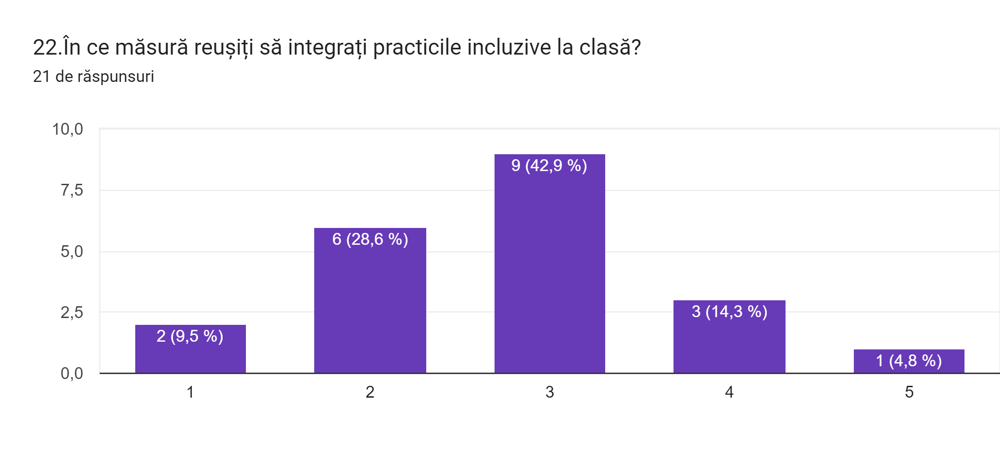 22.În ce măsură reușiți să integrați practicile incluzive la clasă?
21 de răspunsuri
10,0
7,5
5,0
2,5
0,0
2 (9,5 %)
6 (28,6 %)
9 (42,9 %)
3 (14,3 %)
1 (4,8 %)
1
2
3
4
5